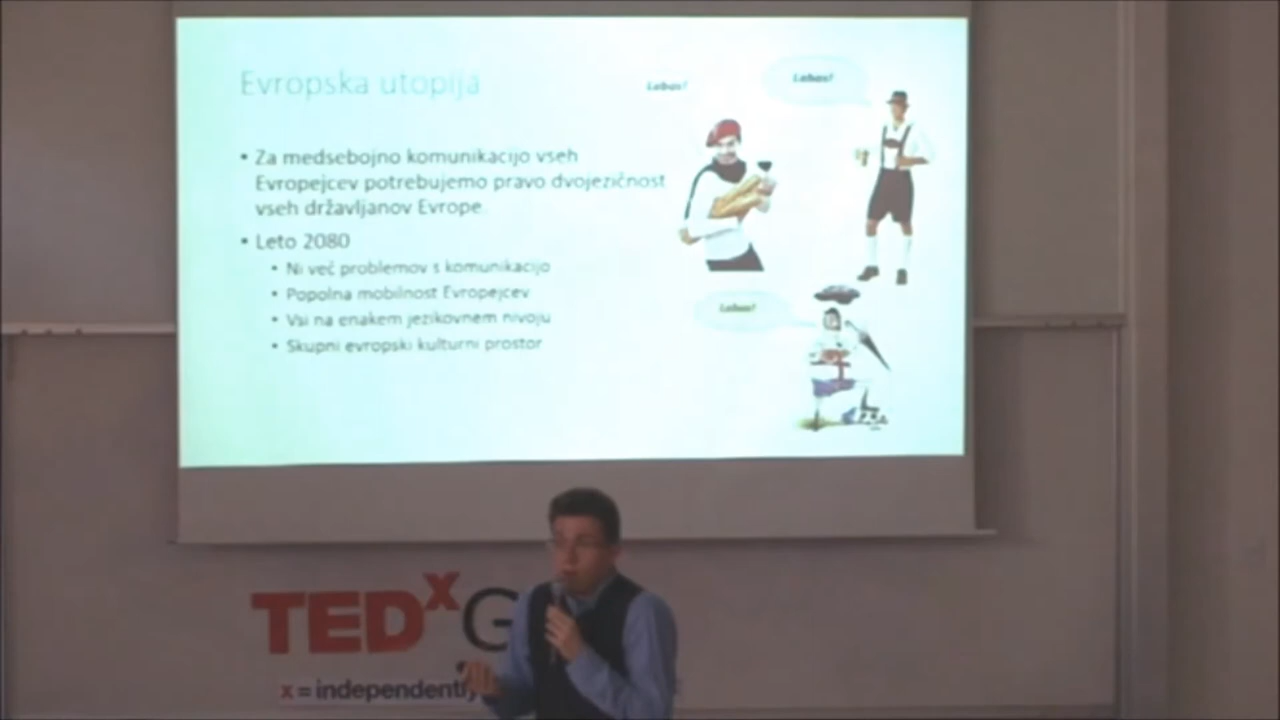 Evropska utopija
• Za medsebojno komunikacijo vseh
Evropejcev potrebujemo pravo dvojezičnost
vseh državljanov Evrope
• Leto 2080
• Ni več problemov s komunikacijo
• Popolna mobilnost Evropejcev
• Vsi na enakem jezikovnem nivoju
• Skupni evropski kulturni prostor
Labas!
Labas!
Labas!
TEDxG
x = independently